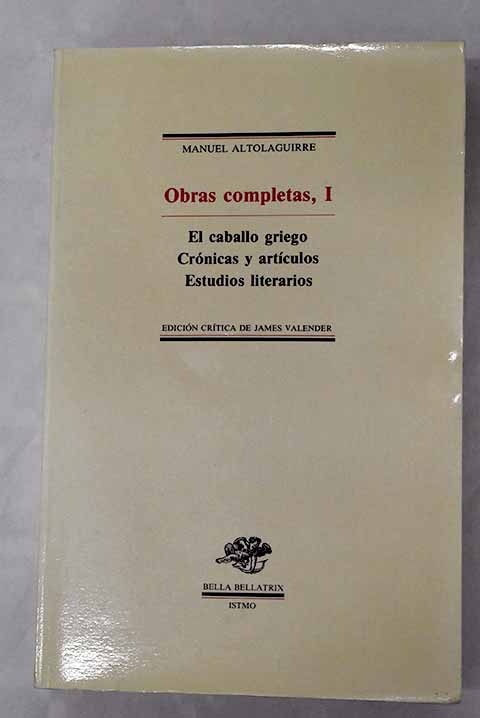 MANUEL ALTOLAGUIRRE
Obras completas, I
El caballo griego
Crónicas y artículos
Estudios literarios
EDICIÓN CRÍTICA DE JAMES VALENDER
BELLA BELLATRIX
ISTMO